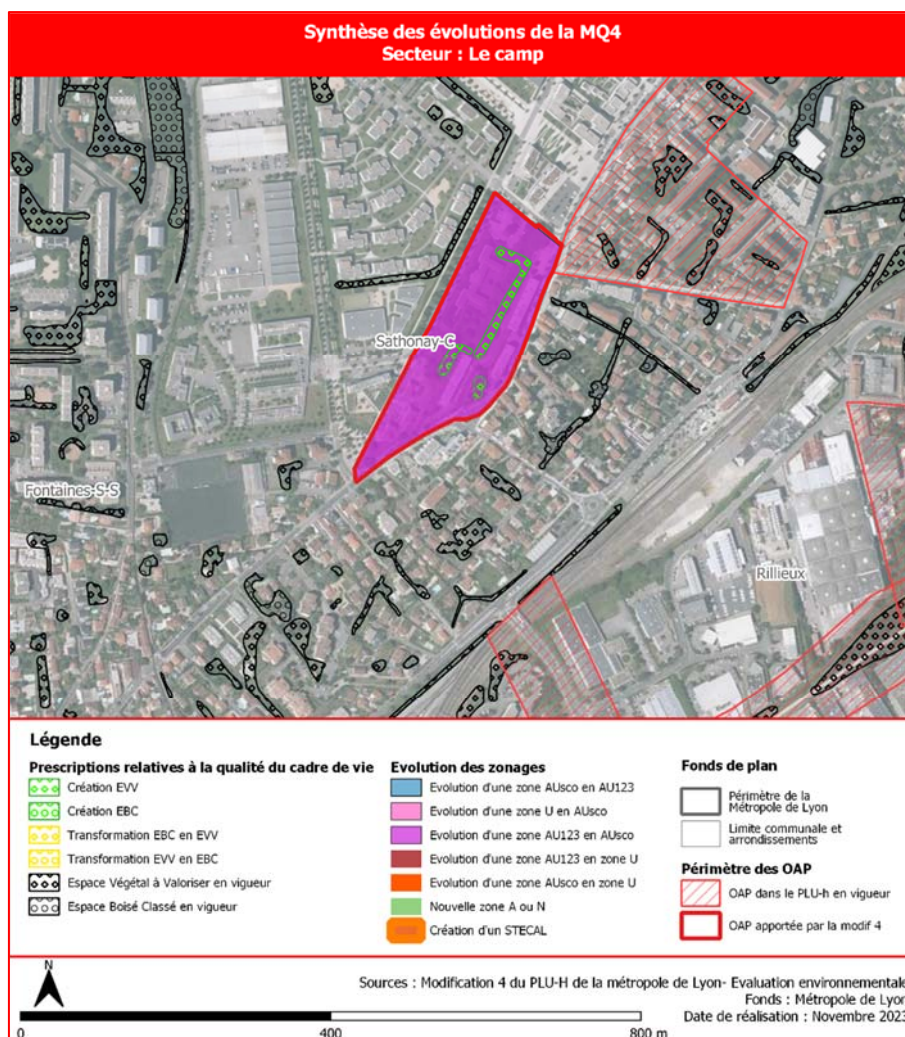 Synthèse des évolutions de la MQ4
Secteur : Le camp
Sathonay-C
Fontaines-S-S
Rillieux
Légende
Prescriptions relatives à la qualité du cadre de vie
Création EVV
Création EBC
Transformation EBC en EVV
Transformation EVV en EBC
Espace Végétal à Valoriser en vigueur
Espace Boisé Classé en vigueur
Evolution des zonages
Evolution d'une zone AUsco en AU123
Evolution d'une zone U en AUsco
Evolution d'une zone AU123 en AUsco
Evolution d'une zone AU123 en zone U
Evolution d'une zone AUsco en zone U
Nouvelle zone A ou N
Création d'un STECAL
Fonds de plan
Périmètre de la
Métropole de Lyon
Limite communale et
arrondissements
Périmètre des OAP
OAP dans le PLU-h en vigueur
OAP apportée par la modif 4
N
0 400 800 m
Sources : Modification 4 du PLU-H de la métropole de Lyon- Evaluation environnementale
Fonds : Métropole de Lyon
Date de réalisation : Novembre 2023